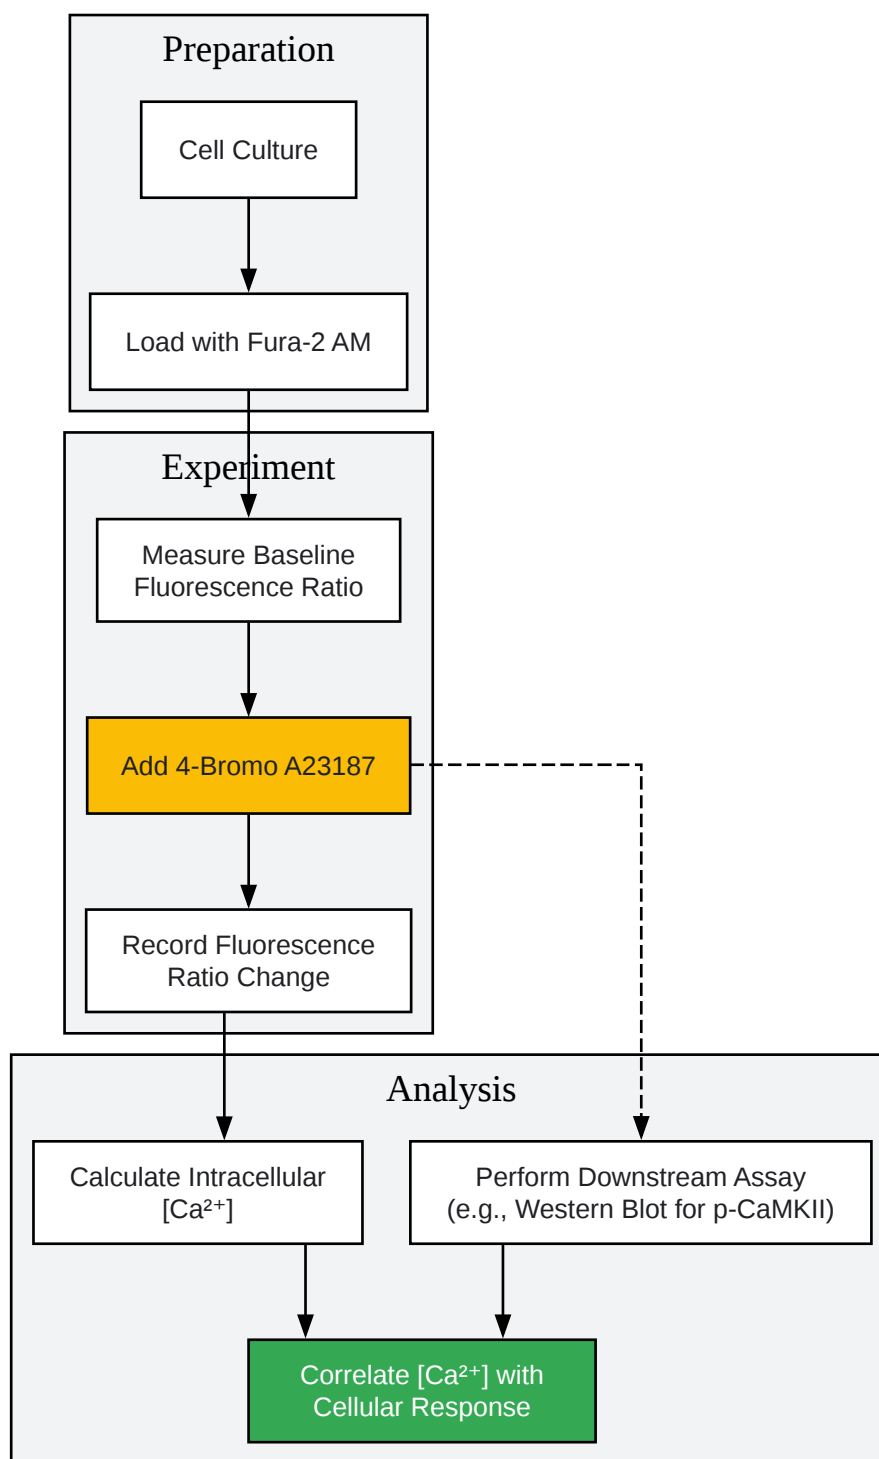 Preparation
Cell Culture
Load with Fura-2 AM
Experiment
Measure Baseline
Fluorescence Ratio
Add 4-Bromo A23187
Record Fluorescence
Ratio Change
Analysis
Calculate Intracellular
[Ca²⁺]
Perform Downstream Assay
(e.g., Western Blot for p-CaMKII)
Correlate [Ca²⁺] with
Cellular Response